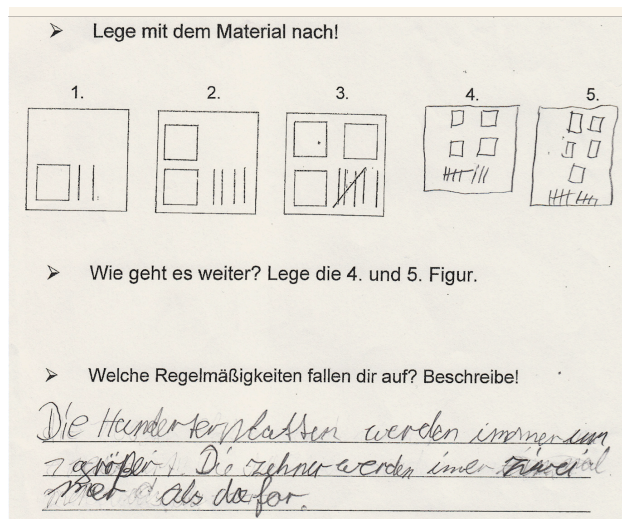 ➢ Lege mit dem Material nach!
1. 2. 3. 4. 5.
➢ Wie geht es weiter? Lege die 4. und 5. Figur.
➢ Welche Regelmäßigkeiten fallen dir auf? Beschreibe!
Die Hunderterplatten werden immer um
1 größer. Die zehner werden imer zwei
mer als dafor.